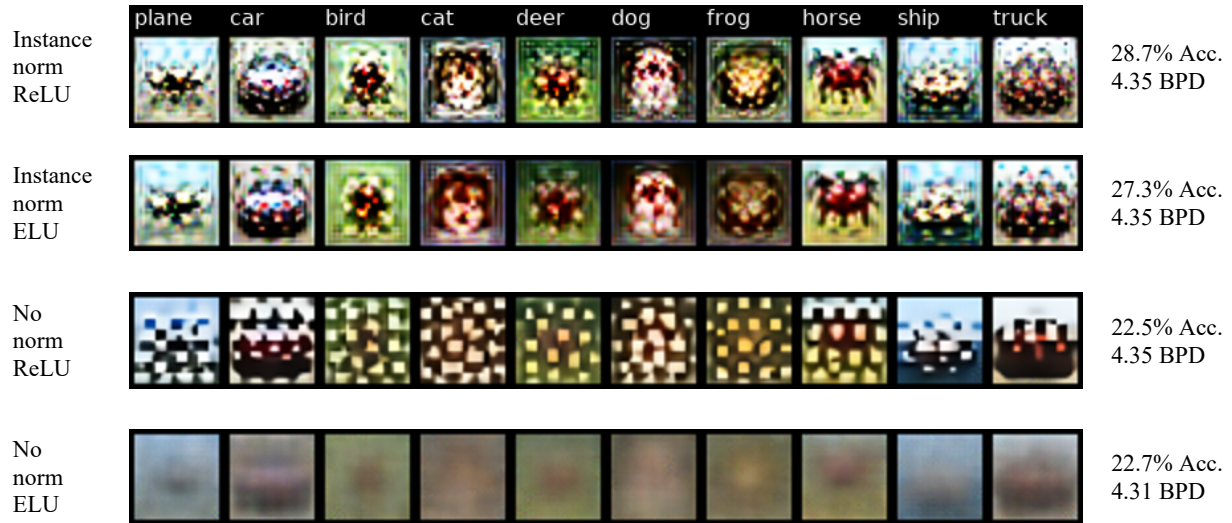 plane car bird cat deer dog frog horse ship truck
Instance
norm
ReLU
28.7% Acc.
4.35 BPD
Instance
norm
ELU
27.3% Acc.
4.35 BPD
No
norm
ReLU
22.5% Acc.
4.35 BPD
No
norm
ELU
22.7% Acc.
4.31 BPD